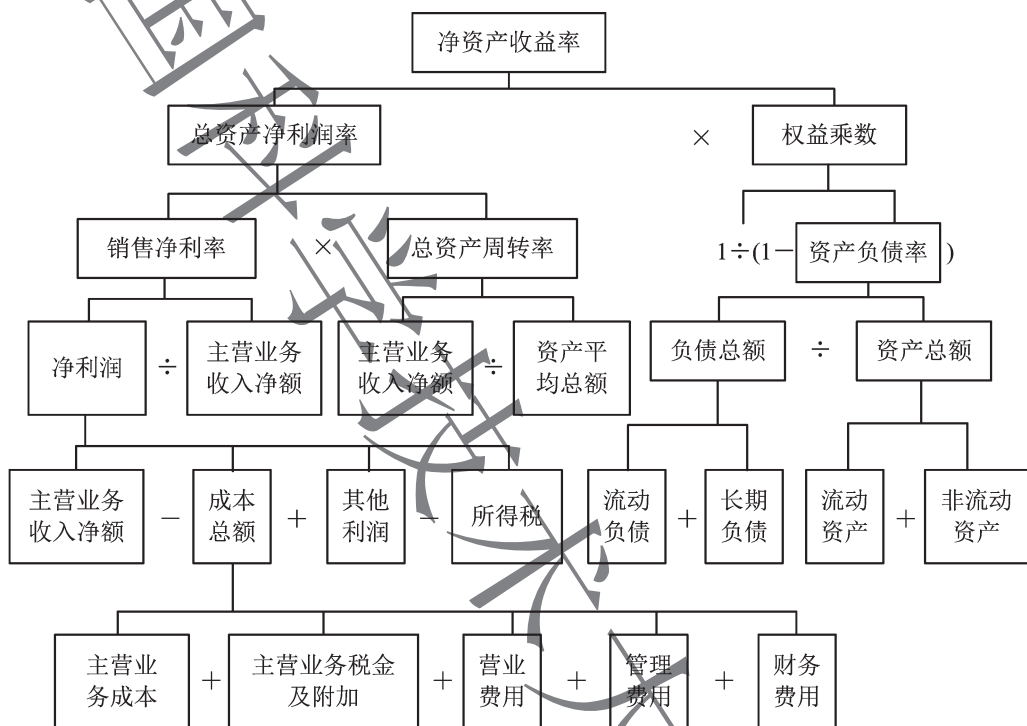 净资产收益率
总资产净利润率 × 权益乘数
销售净利率 × 总资产周转率 1÷(1− 资产负债率 )
净利润 ÷ 主营业务
收入净额
主营业务
收入净额 ÷ 资产平
均总额
负债总额 ÷ 资产总额
主营业务
收入净额 − 成本
总额 + 其他
利润 − 所得税
流动
负债 + 长期
负债
流动
资产 + 非流动
资产
主营业
务成本 + 主营业务税金
及附加 + 营业
费用 + 管理
费用 + 财务
费用
国科学技术大